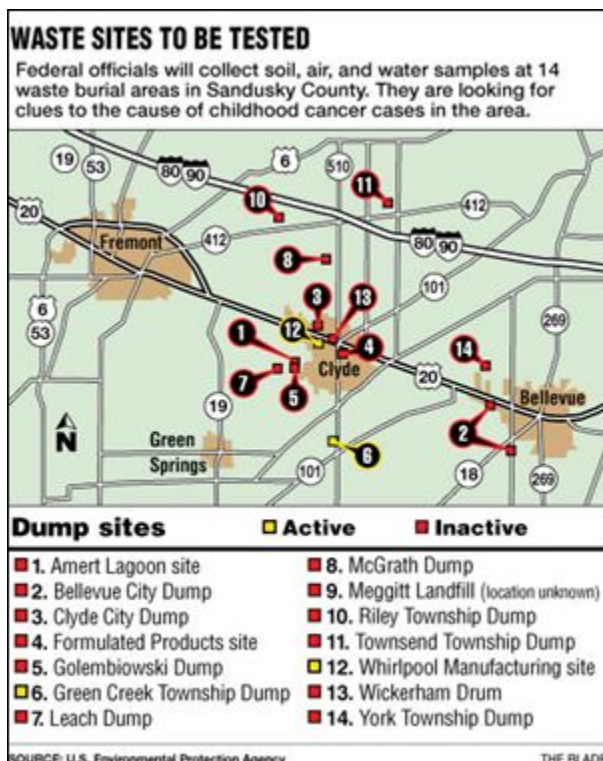 WASTE SITES TO BE TESTED
Federal officials will collect soil, air, and water samples at 14
waste burial areas in Sandusky County. They are looking for
clues to the cause of childhood cancer cases in the area.
19
53
6
80
90
510
11
10
20
412
412
Fremont
8
80
90
101
6
53
3
13
12
269
1
4
14
Clyde
7
5
20
Bellevue
19
N
Green
Springs
2
101
6
18
269
Dump sites
Active
Inactive
1. Amert Lagoon site
2. Bellevue City Dump
3. Clyde City Dump
4. Formulated Products site
5. Golembiowski Dump
6. Green Creek Township Dump
7. Leach Dump
8. McGrath Dump
9. Meggitt Landfill (location unknown)
10. Riley Township Dump
11. Townsend Township Dump
12. Whirlpool Manufacturing site
13. Wickerham Drum
14. York Township Dump
SOURCE: U.S. Environmental Protection Agency
THE BLADE